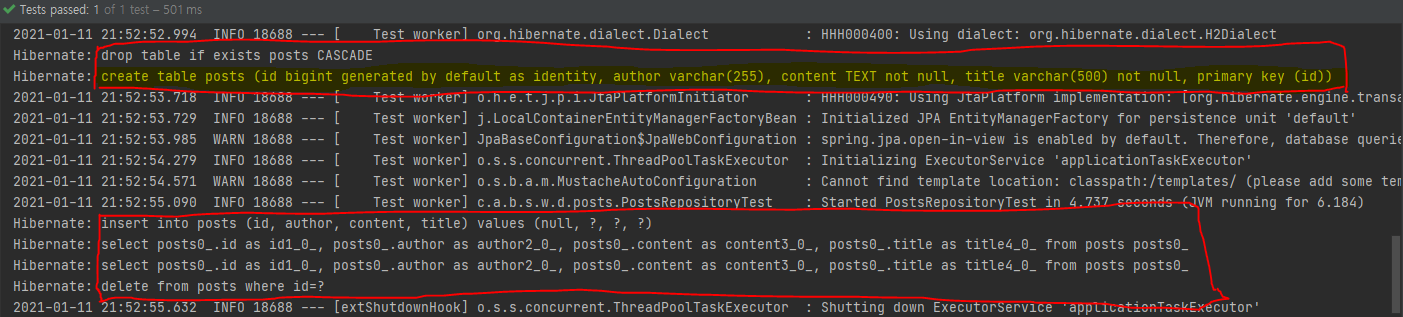 Tests passed: 1 of 1 test – 501 ms
2021-01-11 21:52:52.994  INFO 18688 --- [    Test worker] org.hibernate.dialect.Dialect            : HHH000400: Using dialect: org.hibernate.dialect.H2Dialect
Hibernate: drop table if exists posts CASCADE
Hibernate: create table posts (id bigint generated by default as identity, author varchar(255), content TEXT not null, title varchar(500) not null, primary key (id))
2021-01-11 21:52:53.718  INFO 18688 --- [    Test worker] o.h.e.t.j.p.i.JtaPlatformInitiator       : HHH000490: Using JtaPlatform implementation: [org.hibernate.engine.transa
2021-01-11 21:52:53.729  INFO 18688 --- [    Test worker] j.LocalContainerEntityManagerFactoryBean : Initialized JPA EntityManagerFactory for persistence unit 'default'
2021-01-11 21:52:53.985  WARN 18688 --- [    Test worker] JpaBaseConfiguration$JpaWebConfiguration : spring.jpa.open-in-view is enabled by default. Therefore, database querie
2021-01-11 21:52:54.279  INFO 18688 --- [    Test worker] o.s.s.concurrent.ThreadPoolTaskExecutor  : Initializing ExecutorService 'applicationTaskExecutor'
2021-01-11 21:52:54.571  WARN 18688 --- [    Test worker] o.s.b.a.m.MustacheAutoConfiguration      : Cannot find template location: classpath:/templates/ (please add some tem
2021-01-11 21:52:55.090  INFO 18688 --- [    Test worker] c.a.b.s.w.d.posts.PostsRepositoryTest    : Started PostsRepositoryTest in 4.737 seconds (JVM running for 6.184)
Hibernate: insert into posts (id, author, content, title) values (null, ?, ?, ?)
Hibernate: select posts0_.id as id1_0_, posts0_.author as author2_0_, posts0_.content as content3_0_, posts0_.title as title4_0_ from posts posts0_
Hibernate: select posts0_.id as id1_0_, posts0_.author as author2_0_, posts0_.content as content3_0_, posts0_.title as title4_0_ from posts posts0_
Hibernate: delete from posts where id=?
2021-01-11 21:52:55.632  INFO 18688 --- [extShutdownHook] o.s.s.concurrent.ThreadPoolTaskExecutor  : Shutting down ExecutorService 'applicationTaskExecutor'